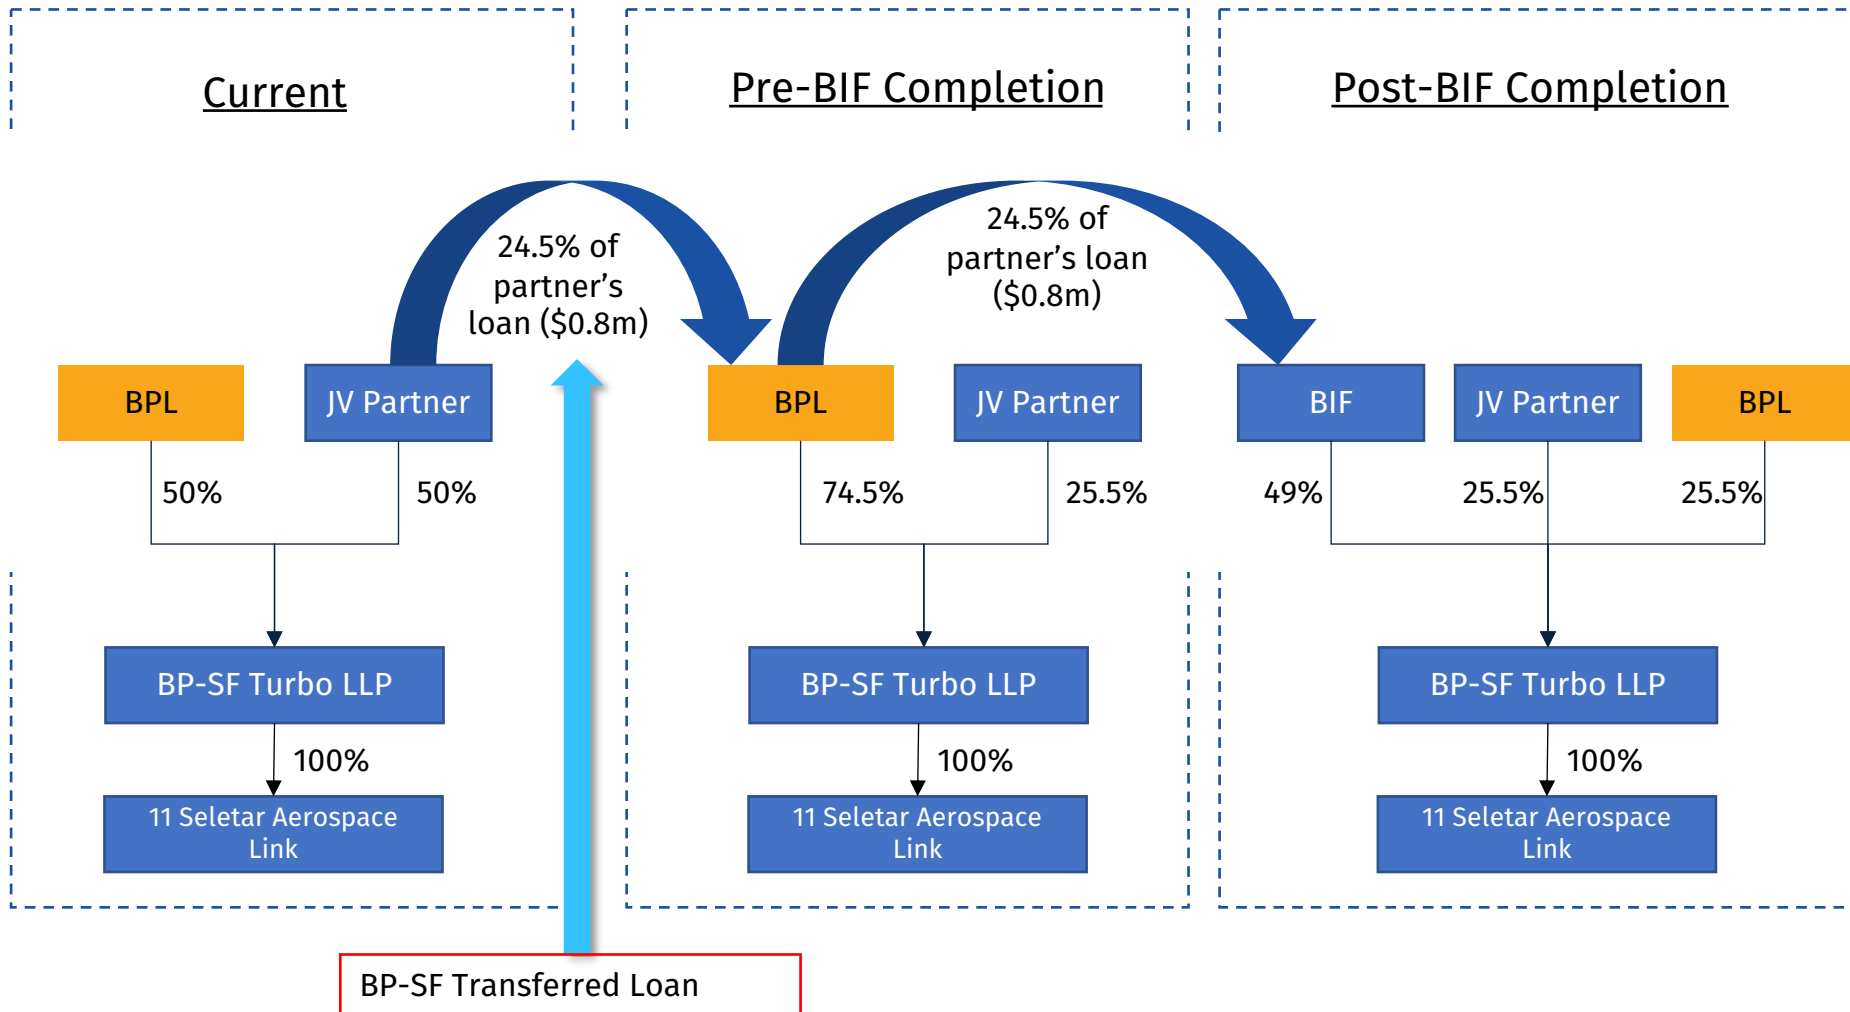 Current
Pre-BIF Completion
Post-BIF Completion
24.5% of
partner’s
loan ($0.8m)
24.5% of
partner’s loan
($0.8m)
BPL
JV Partner
BPL
JV Partner
BIF
JV Partner
BPL
50%
50%
74.5%
25.5%
49%
25.5%
25.5%
BP-SF Turbo LLP
BP-SF Turbo LLP
BP-SF Turbo LLP
100%
100%
100%
11 Seletar Aerospace
Link
11 Seletar Aerospace
Link
11 Seletar Aerospace
Link
BP-SF Transferred Loan